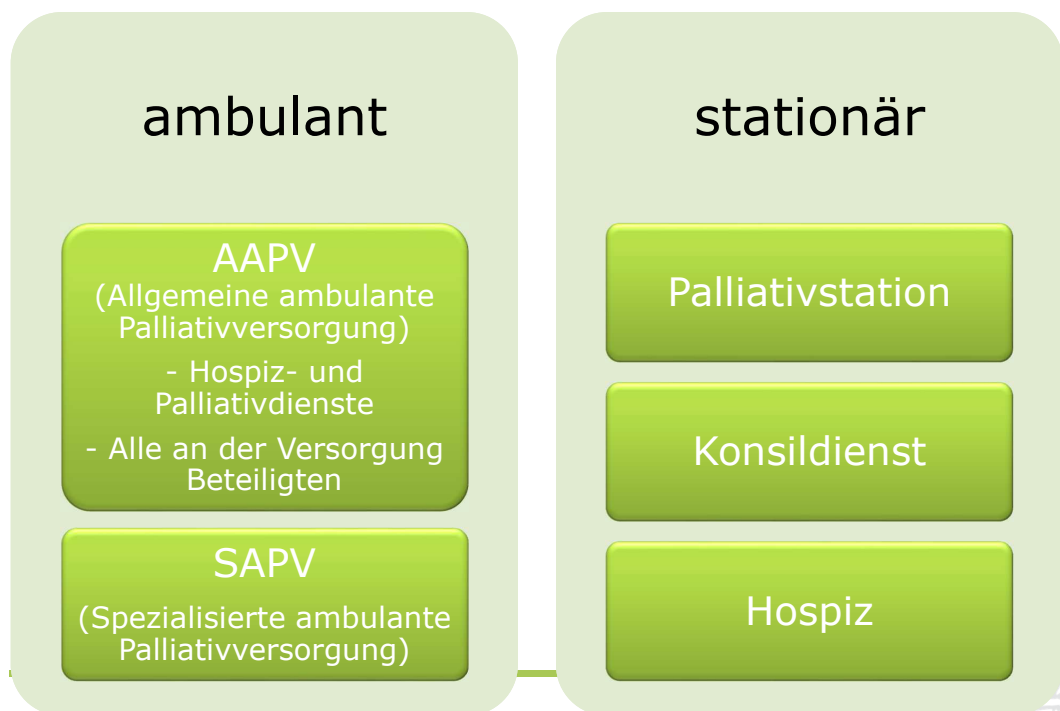 ambulant
AAPV
(Allgemeine ambulante
Palliativversorgung)
- Hospiz- und
Palliativdienste
- Alle an der Versorgung
Beteiligten
SAPV
(Spezialisierte ambulante
Palliativversorgung)
stationär
Palliativstation
Konsildienst
Hospiz